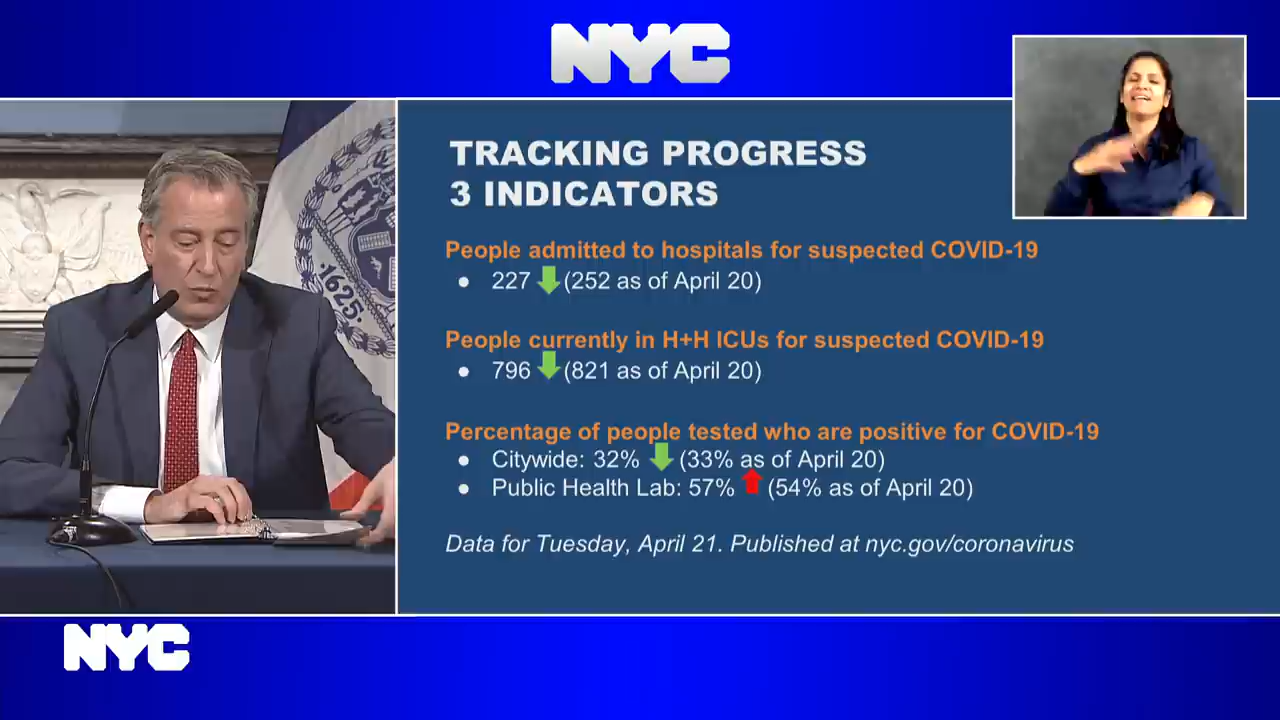 NYC
TRACKING PROGRESS
3 INDICATORS
People admitted to hospitals for suspected COVID-19
● 227 (252 as of April 20)
People currently in H+H ICUs for suspected COVID-19
● 796 (821 as of April 20)
Percentage of people tested who are positive for COVID-19
● Citywide: 32% (33% as of April 20)
● Public Health Lab: 57% (54% as of April 20)
Data for Tuesday, April 21. Published at nyc.gov/coronavirus
1625.
NYC